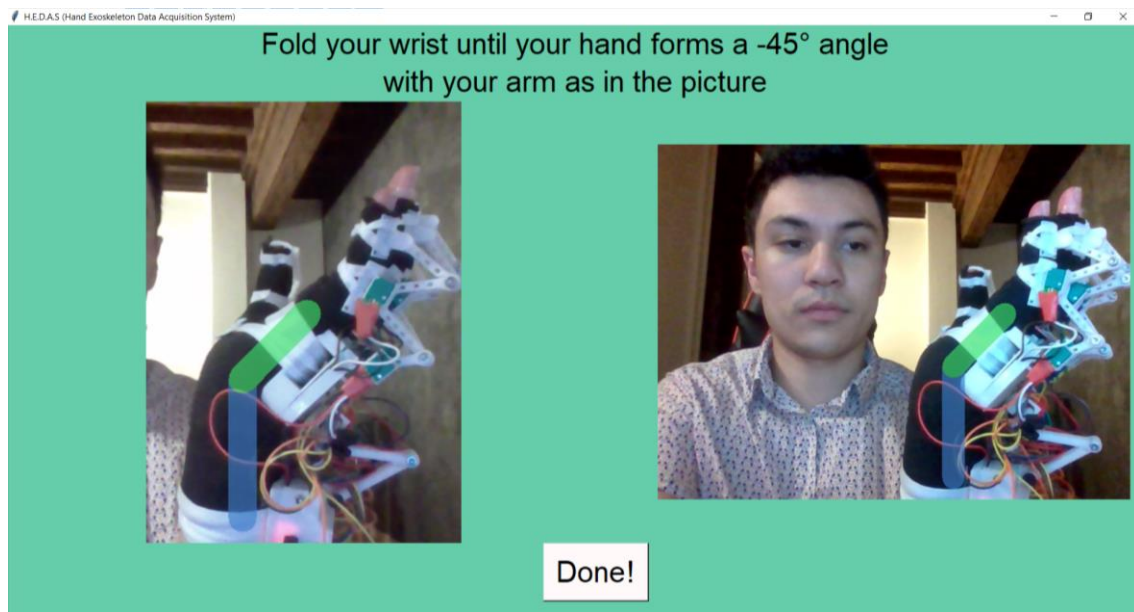 H.E.D.A.S (Hand Exoskeleton Data Acquisition System)
Fold your wrist until your hand forms a -45° angle
with your arm as in the picture
Done!